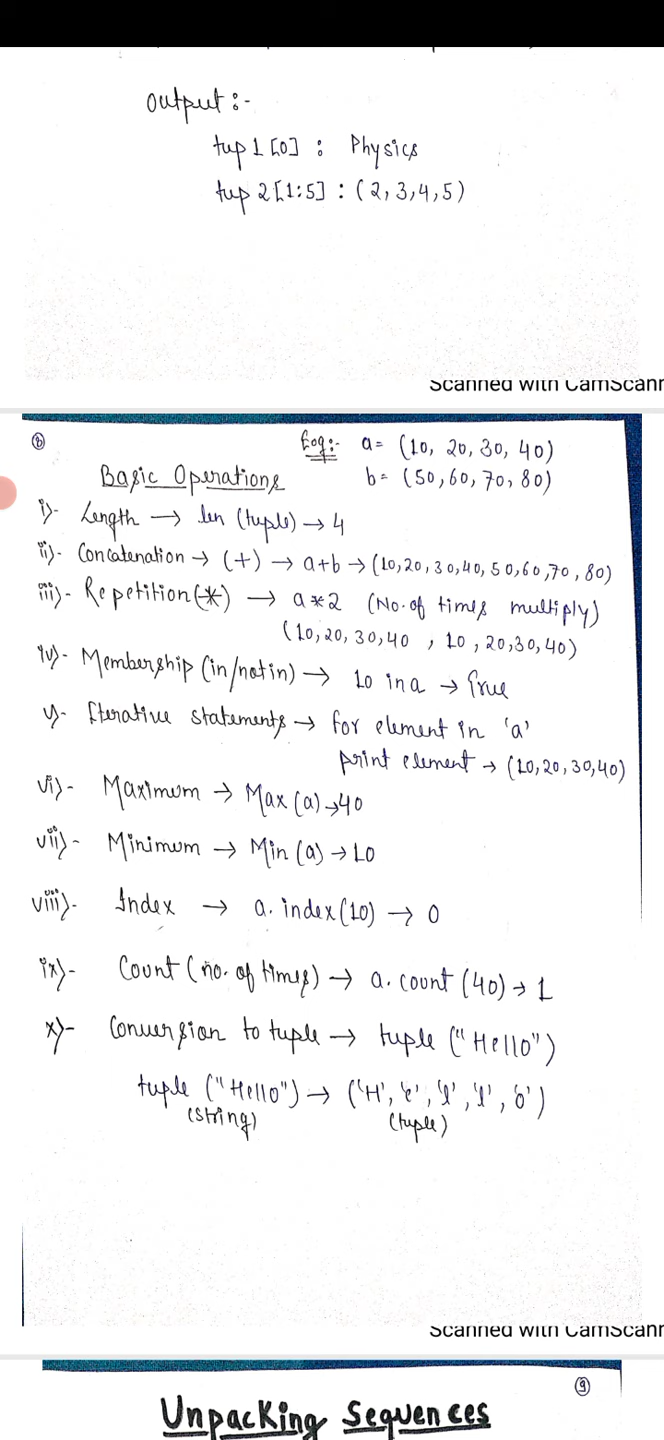 output :-
tup 1 [0] : Physics
tup 2 [1:5] : (2, 3, 4, 5)
Scanned with CamScann
8
Eog:- a = (10, 20, 30, 40)
Basic Operations b = (50, 60, 70, 80)
i)- Length → len (tuple) → 4
ii)- Concatenation → (+) → a+b → (10, 20, 30, 40, 50, 60, 70, 80)
iii)- Repetition (*) → a * 2 (No. of times multiply)
(10, 20, 30, 40 , 10 , 20, 30, 40)
iv)- Membership (in/not in) → 10 in a → True
v)- Iterative statements → for element in 'a'
print element → (10, 20, 30, 40)
vi)- Maximum → Max (a) → 40
vii)- Minimum → Min (a) → 10
viii)- Index → a. index (10) → 0
ix)- Count (no. of times) → a. count (40) → 1
x)- Conversion to tuple → tuple ("Hello")
tuple ("Hello") → ('H', 'e', 'l', 'l', 'o')
(string) (tuple)
Scanned with CamScann
9
Unpacking Sequences